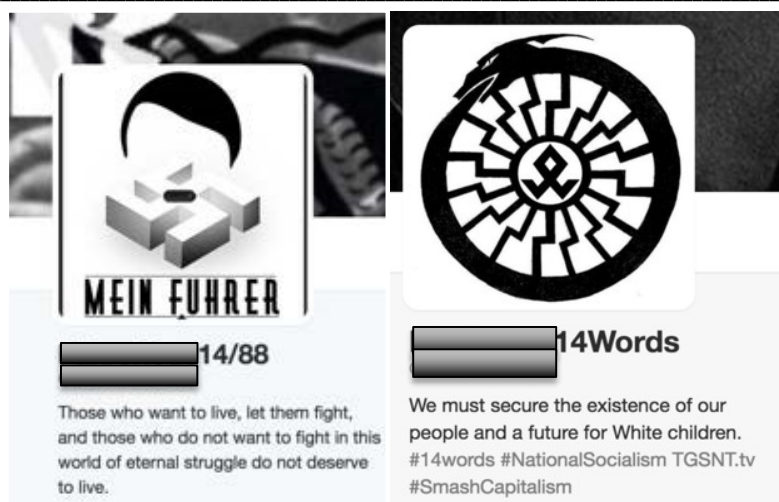 MEIN FUHRER
14/88
Those who want to live, let them fight,
and those who do not want to fight in this
world of eternal struggle do not deserve
to live.
14Words
We must secure the existence of our
people and a future for White children.
#14words #NationalSocialism TGSNT.tv
#SmashCapitalism